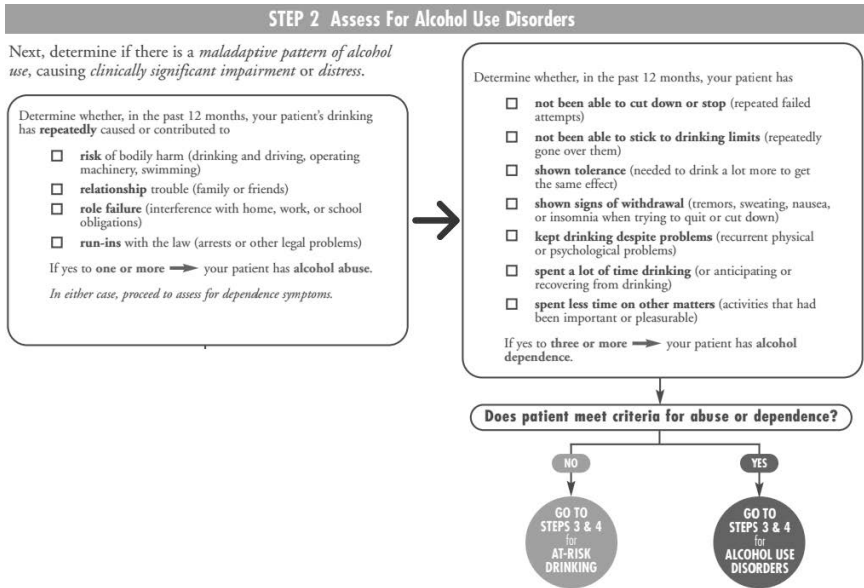 STEP 2 Assess For Alcohol Use Disorders
Next, determine if there is a maladaptive pattern of alcohol
use, causing clinically significant impairment or distress.
Determine whether, in the past 12 months, your patient's drinking
has repeatedly caused or contributed to
risk of bodily harm (drinking and driving, operating
machinery, swimming)
relationship trouble (family or friends)
role failure (interference with home, work, or school
obligations)
run-ins with the law (arrests or other legal problems)
If yes to one or more → your patient has alcohol abuse.
In either case, proceed to assess for dependence symptoms.
Determine whether, in the past 12 months, your patient has
not been able to cut down or stop (repeated failed
attempts)
not been able to stick to drinking limits (repeatedly
gone over them)
shown tolerance (needed to drink a lot more to get
the same effect)
shown signs of withdrawal (tremors, sweating, nausea,
or insomnia when trying to quit or cut down)
kept drinking despite problems (recurrent physical
or psychological problems)
spent a lot of time drinking (or anticipating or
recovering from drinking)
spent less time on other matters (activities that had
been important or pleasurable)
If yes to three or more → your patient has alcohol
dependence.
Does patient meet criteria for abuse or dependence?
NO
YES
GO TO
STEPS 3 & 4
for
AT-RISK
DRINKING
GO TO
STEPS 3 & 4
for
ALCOHOL USE
DISORDERS